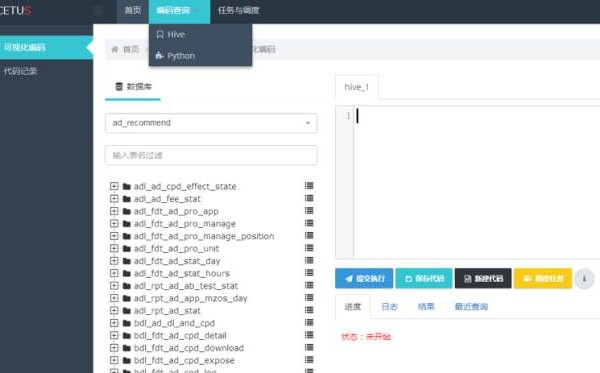 CETUS
首页
编码查询
任务与调度
Hive
Python
可视化编码
代码记录
首页
化编码
数据库
ad_recommend
输入表名过滤
adl_ad_cpd_effect_state
adl_ad_fee_stat
adl_fdt_ad_pro_app
adl_fdt_ad_pro_manage
adl_fdt_ad_pro_manage_position
adl_fdt_ad_pro_unit
adl_fdt_ad_stat_day
adl_fdt_ad_stat_hours
adl_rpt_ad_ab_test_stat
adl_rpt_ad_app_mzos_day
adl_rpt_ad_stat
bdl_ad_dl_and_cpd
bdl_fdt_ad_cpd_detail
bdl_fdt_ad_cpd_download
bdl_fdt_ad_cpd_expose
bdl_fdt_ad_cpd_log
hive_1
1
提交执行 保存代码 新建代码
进度 日志 结果 最近查询
状态：未开始